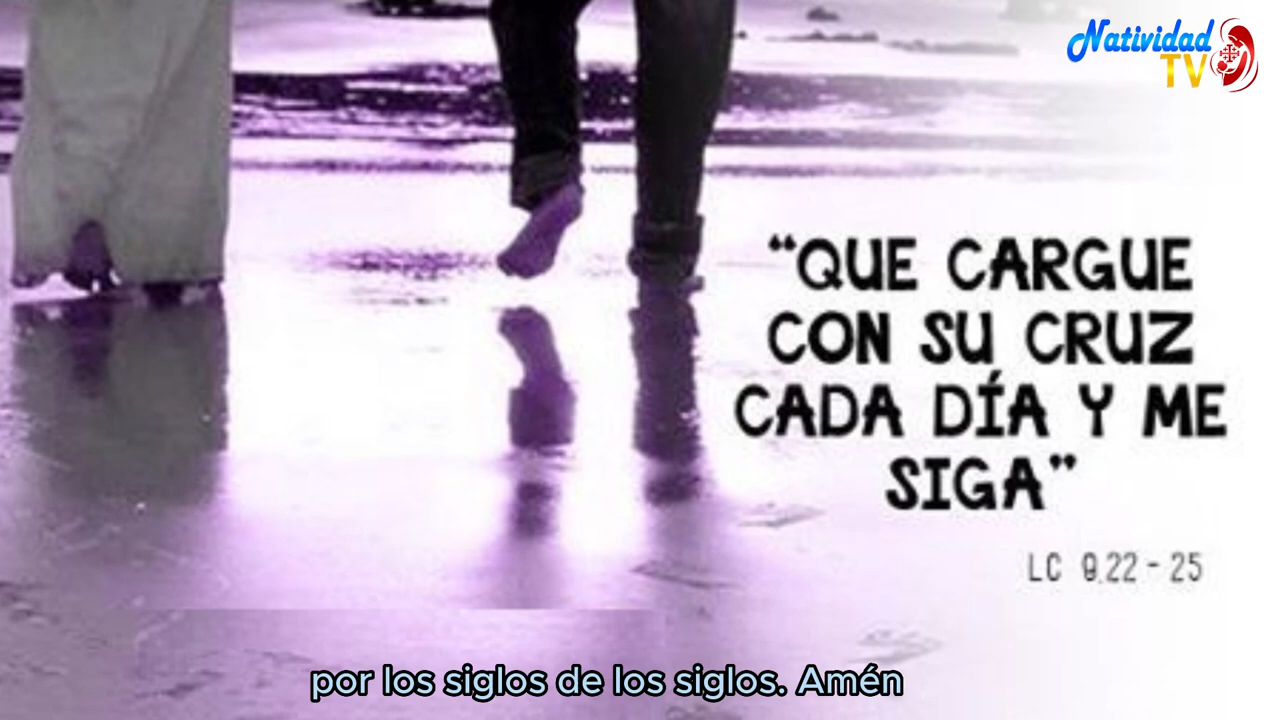 Natividad
TV
“QUE CARGUE
CON SU CRUZ
CADA DÍA Y ME
SIGA”
LC 9.22 - 25
por los siglos de los siglos. Amén